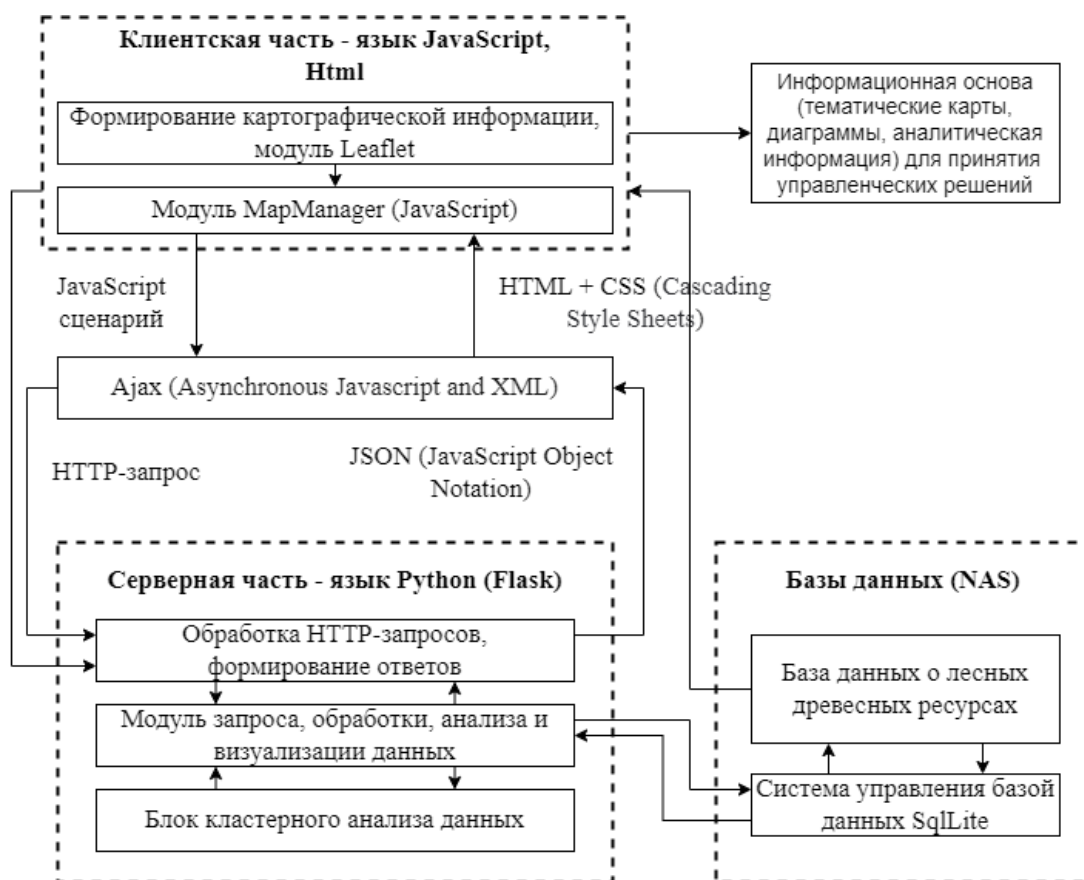 Клиентская часть - язык JavaScript,
Html
Формирование картографической информации,
модуль Leaflet
Модуль MapManager (JavaScript)
Информационная основа
(тематические карты,
диаграммы, аналитическая
информация) для принятия
управленческих решений
JavaScript
сценарий
HTML + CSS (Cascading
Style Sheets)
Ajax (Asynchronous Javascript and XML)
HTTP-запрос
JSON (JavaScript Object
Notation)
Серверная часть - язык Python (Flask)
Обработка HTTP-запросов,
формирование ответов
Модуль запроса, обработки, анализа и
визуализации данных
Блок кластерного анализа данных
Базы данных (NAS)
База данных о лесных
древесных ресурсах
Система управления базой
данных SqlLite